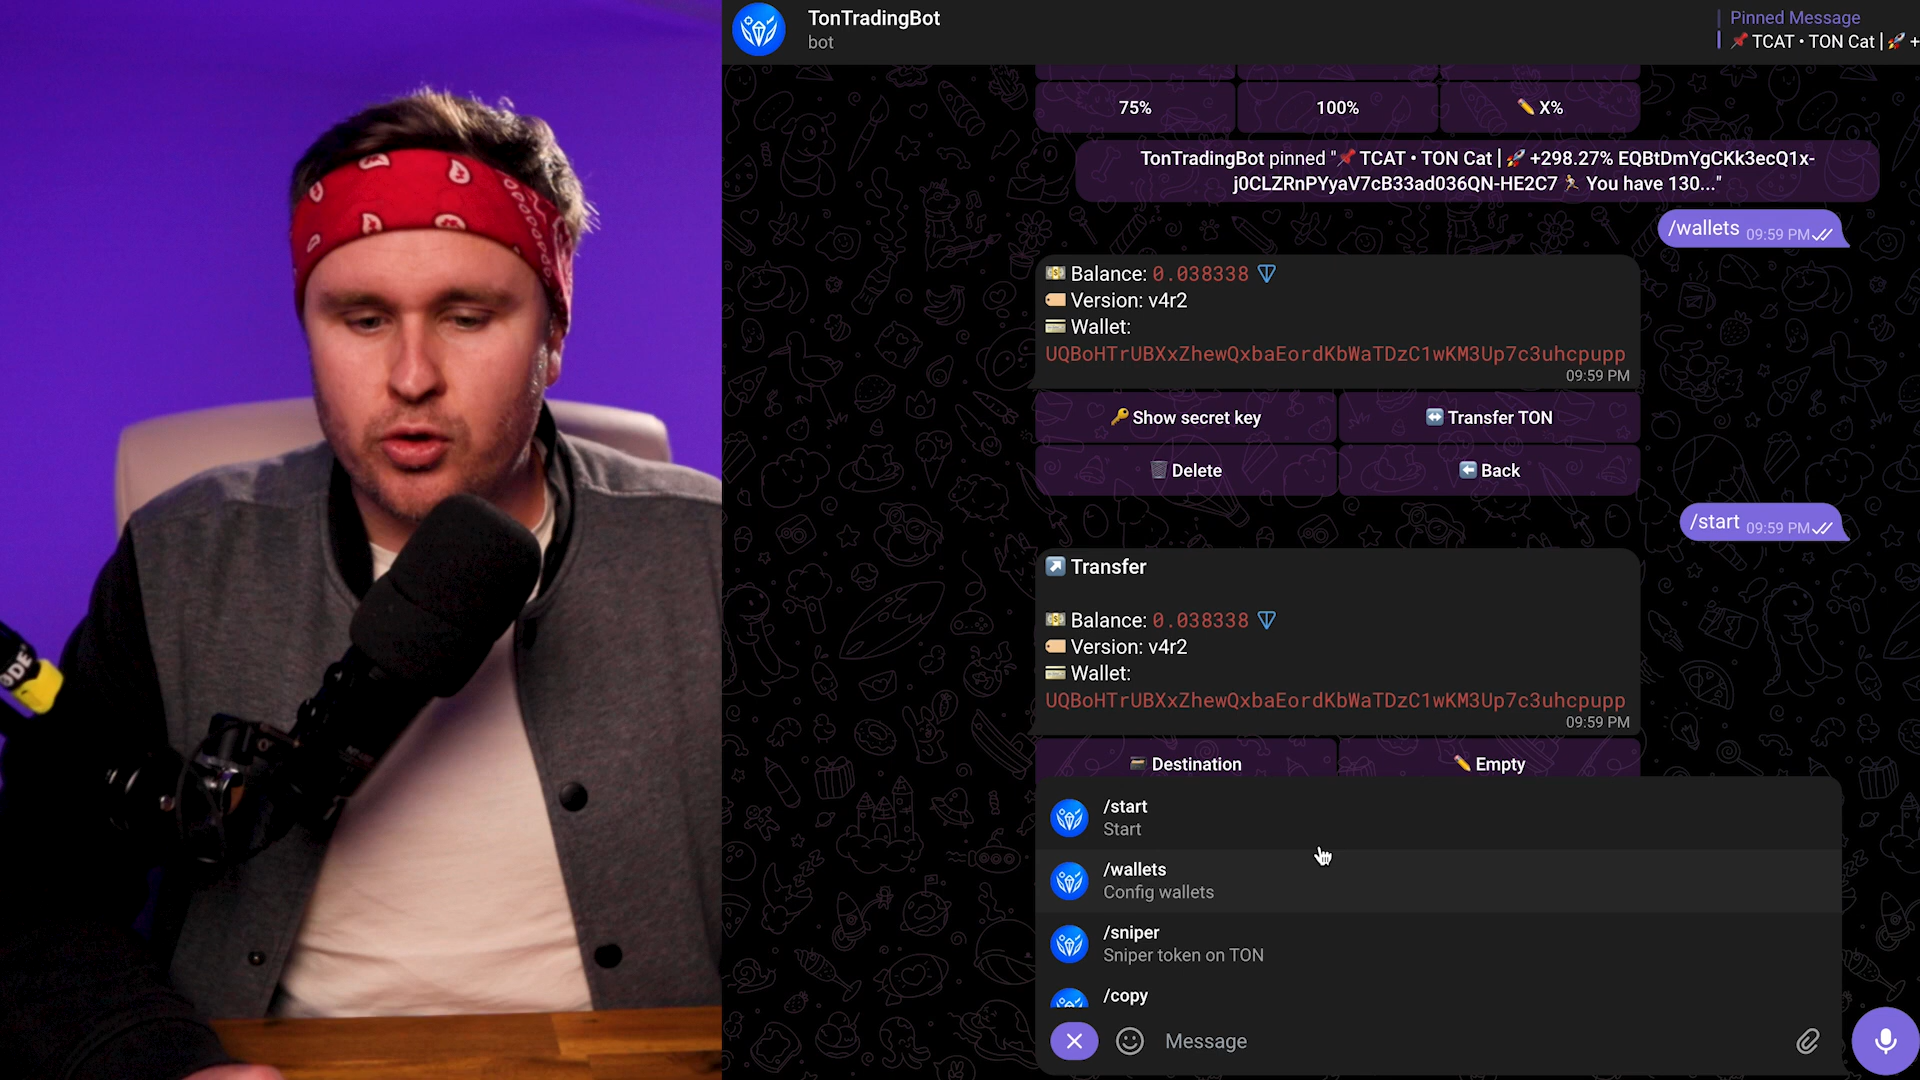 TonTradingBot
bot
Pinned Message
📌 TCAT • TON Cat | 🚀 +
75%
100%
✏️ X%
TonTradingBot pinned "📌 TCAT • TON Cat | 🚀 +298.27% EQBtDmYgCKk3ecQ1x-
j0CLZRnPYyaV7cB33ad036QN-HE2C7 🏃 You have 130..."
/wallets 09:59 PM
💵 Balance: 0.038338
🏷️ Version: v4r2
💳 Wallet:
UQBoHTrUBXxZhewQxbaEordKbWaTDzC1wKM3Up7c3uhcpupp
09:59 PM
🔑 Show secret key
↔️ Transfer TON
🗑️ Delete
⬅️ Back
/start 09:59 PM
↗️ Transfer
💵 Balance: 0.038338
🏷️ Version: v4r2
💳 Wallet:
UQBoHTrUBXxZhewQxbaEordKbWaTDzC1wKM3Up7c3uhcpupp
09:59 PM
Destination
✏️ Empty
/start
Start
/wallets
Config wallets
/sniper
Sniper token on TON
/copy
Message